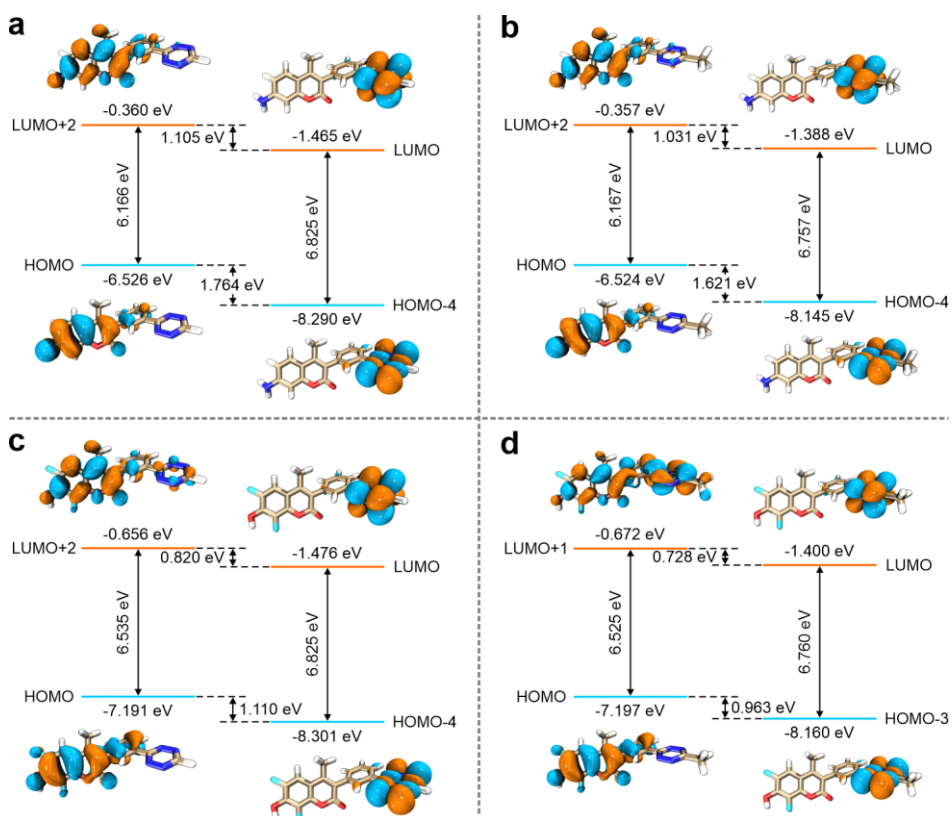 a
-0.360 eV
LUMO+2
1.105 eV
-1.465 eV
LUMO
6.166 eV
6.825 eV
HOMO
-6.526 eV
1.764 eV
HOMO-4
-8.290 eV
b
-0.357 eV
LUMO+2
1.031 eV
-1.388 eV
LUMO
6.167 eV
6.757 eV
HOMO
-6.524 eV
1.621 eV
HOMO-4
-8.145 eV
c
-0.656 eV
LUMO+2
0.820 eV
-1.476 eV
LUMO
6.535 eV
6.825 eV
HOMO
-7.191 eV
1.110 eV
HOMO-4
-8.301 eV
d
-0.672 eV
LUMO+1
0.728 eV
-1.400 eV
LUMO
6.525 eV
6.760 eV
HOMO
-7.197 eV
0.963 eV
HOMO-3
-8.160 eV